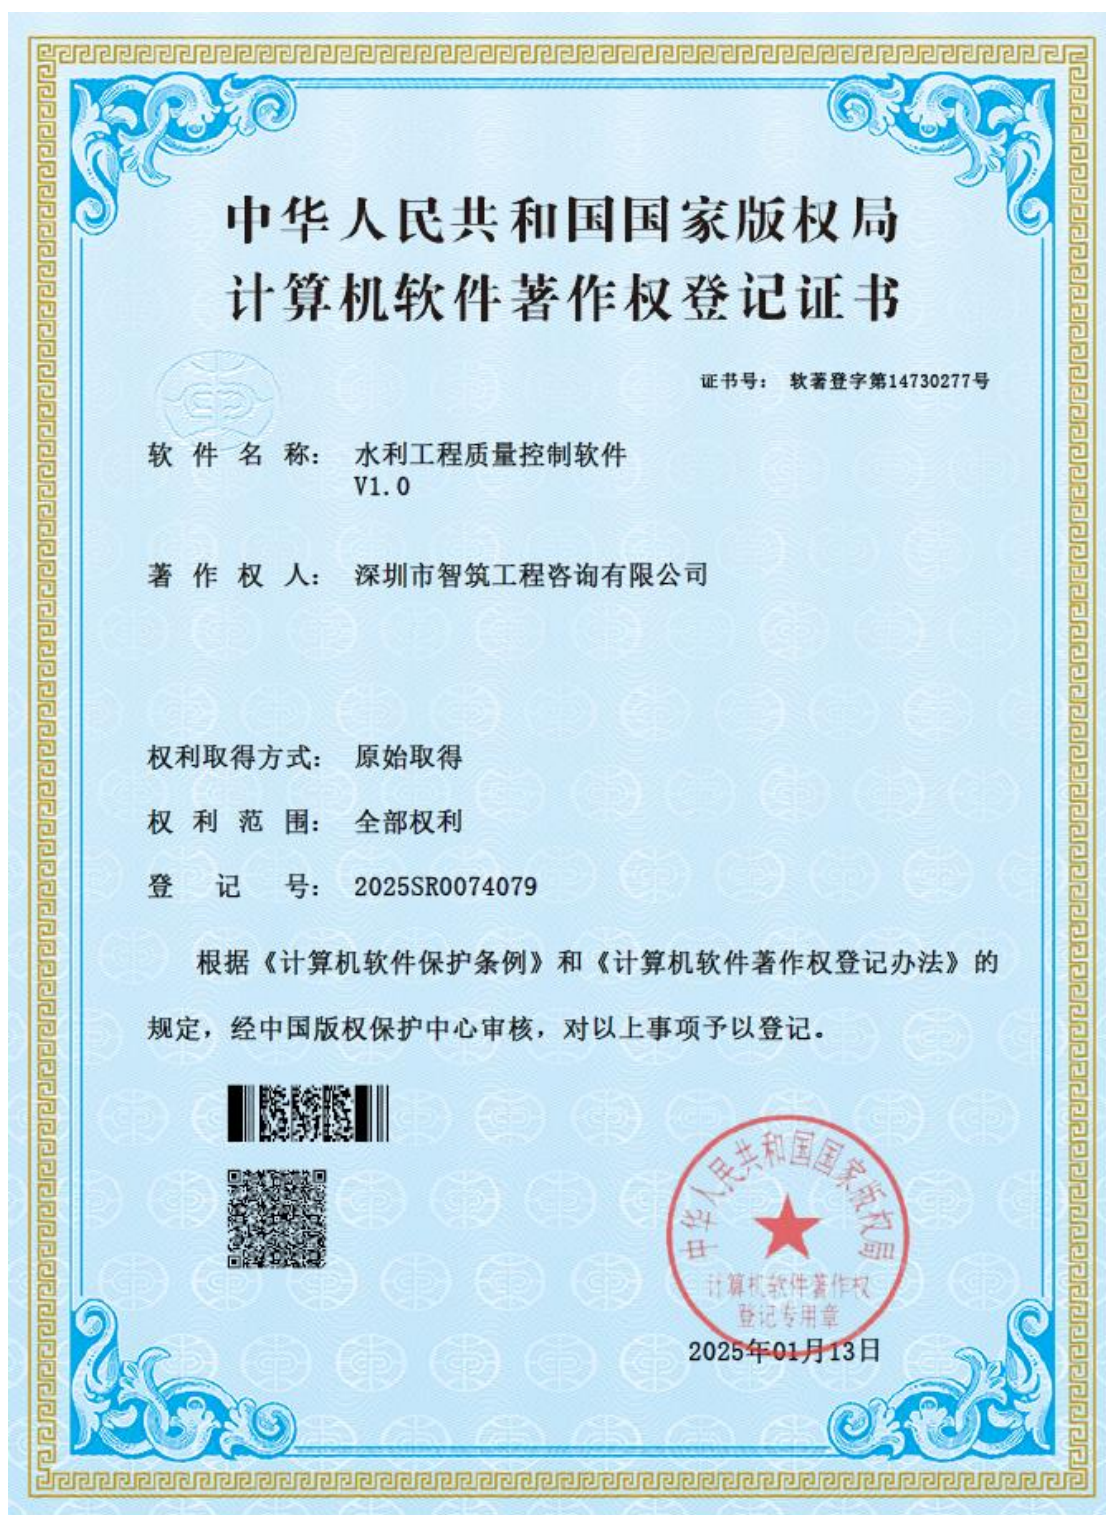 中华人民共和国国家版权局
计算机软件著作权登记证书
证书号： 软著登字第14730277号
软件名称： 水利工程质量控制软件
V1.0
著作权人： 深圳市智筑工程咨询有限公司
权利取得方式： 原始取得
权利范围： 全部权利
登记号： 2025SR0074079
根据《计算机软件保护条例》和《计算机软件著作权登记办法》的
规定，经中国版权保护中心审核，对以上事项予以登记。
中华人民共和国国家版权局
计算机软件著作权
登记专用章
2025年01月13日